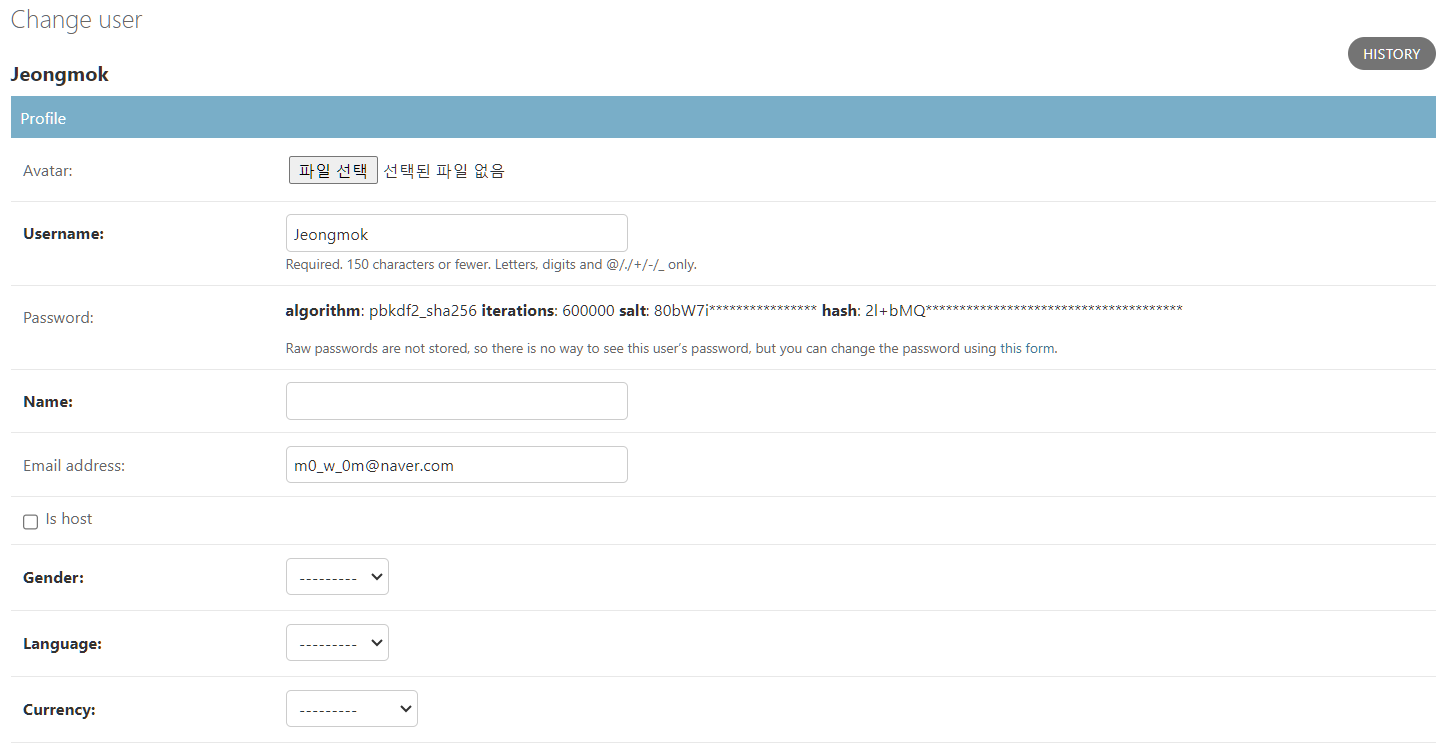 Change user
HISTORY
Jeongmok
Profile
Avatar: 파일 선택 선택된 파일 없음
Username: Jeongmok
Required. 150 characters or fewer. Letters, digits and @/./+/-/_ only.
Password: algorithm: pbkdf2_sha256 iterations: 600000 salt: 80bW7i**************** hash: 2l+bMQ**************************************
Raw passwords are not stored, so there is no way to see this user’s password, but you can change the password using this form.
Name:
Email address: m0_w_0m@naver.com
Is host
Gender: ---------
Language: ---------
Currency: ---------